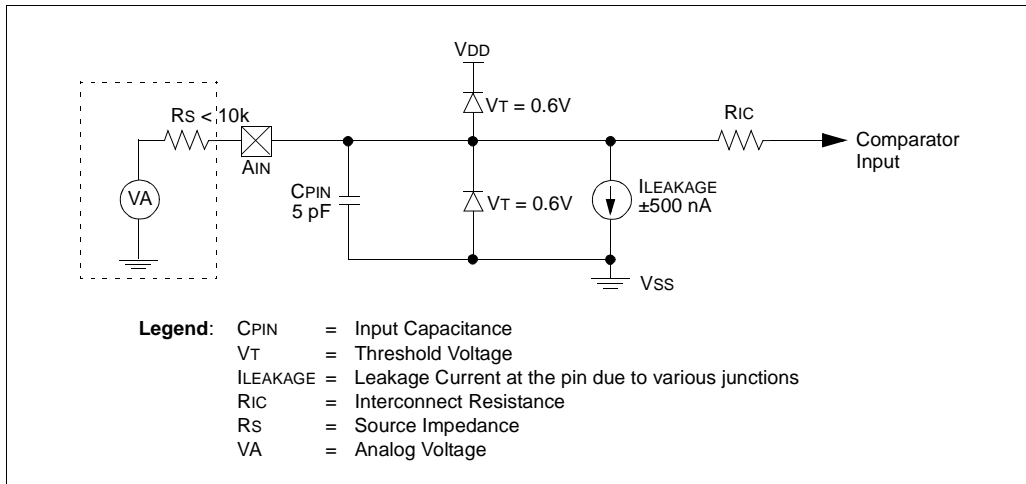 VDD
VT = 0.6V
RS < 10k
RIC
AIN
Comparator
Input
VA
CPIN
5 pF
VT = 0.6V
ILEAKAGE
±500 nA
VSS
Legend: CPIN = Input Capacitance
VT = Threshold Voltage
ILEAKAGE = Leakage Current at the pin due to various junctions
RIC = Interconnect Resistance
RS = Source Impedance
VA = Analog Voltage